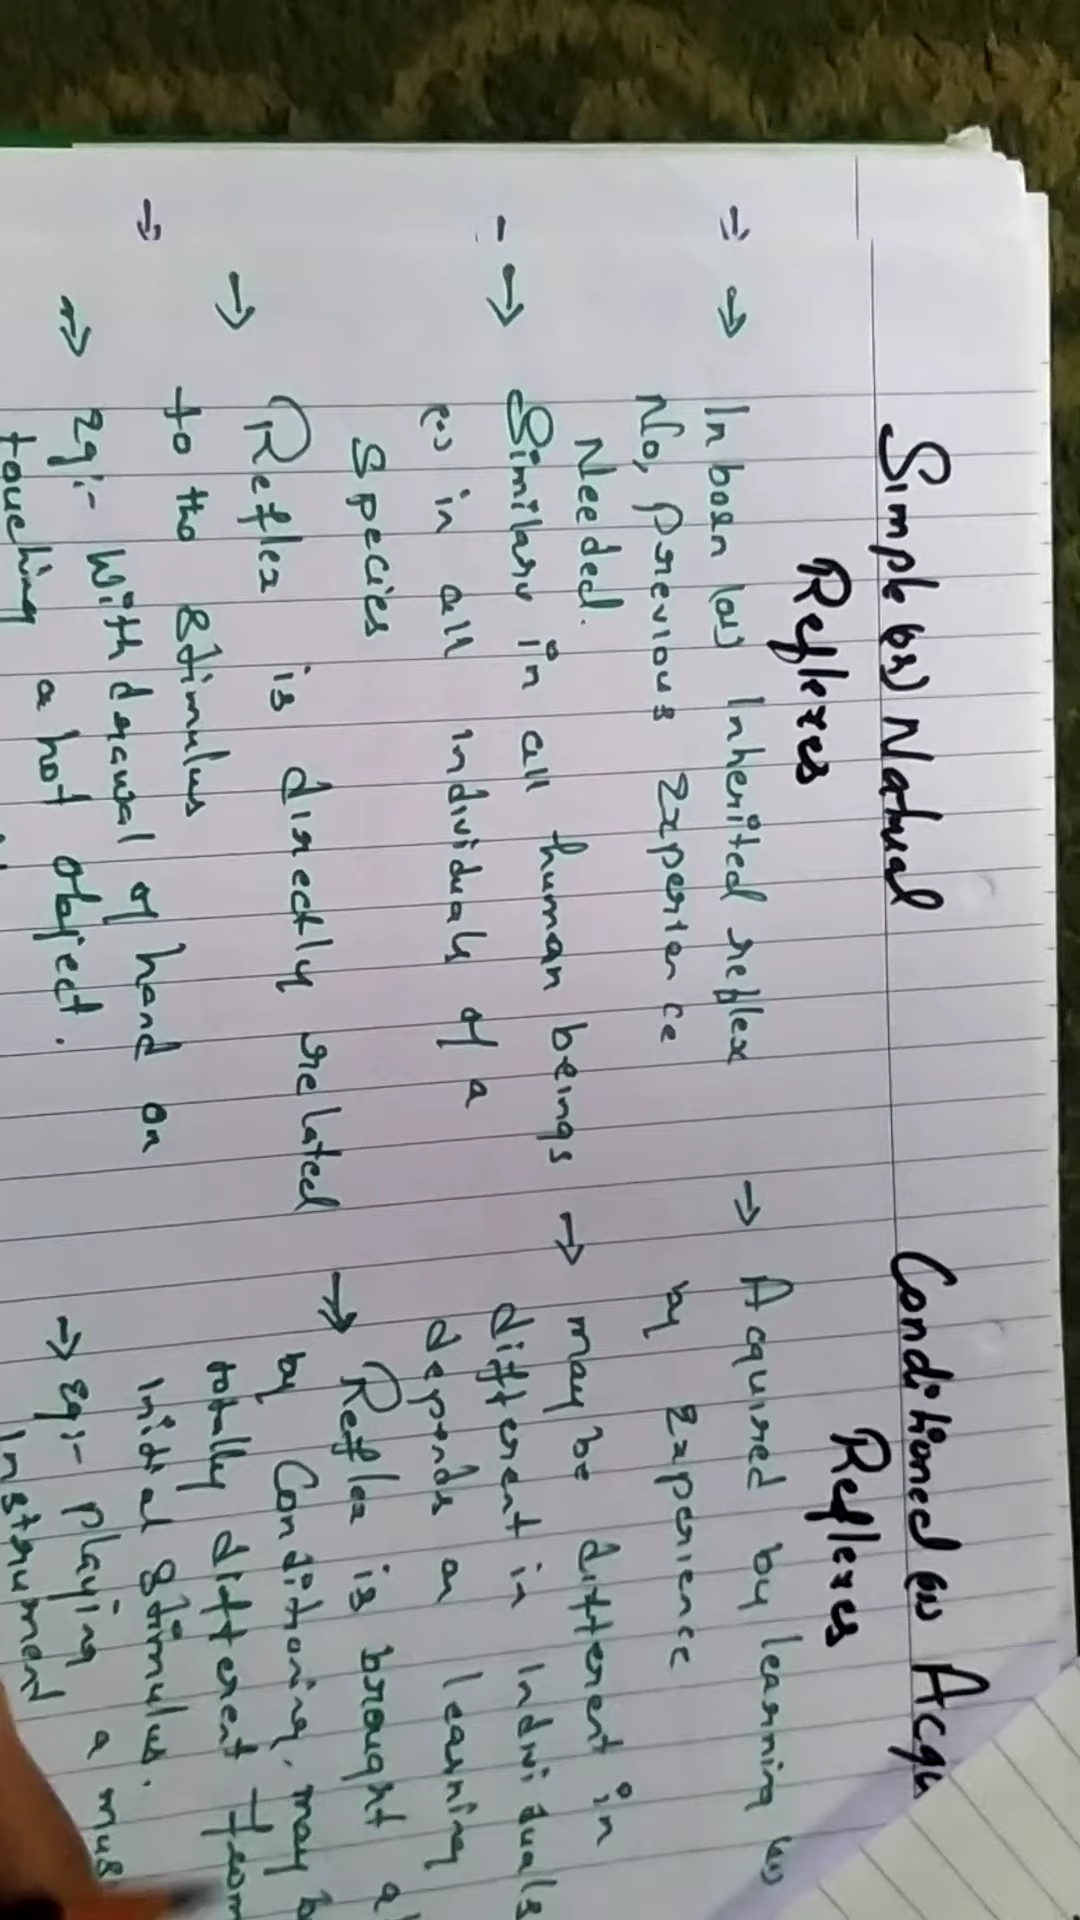 Simple (or) Natual
Reflexes
→ Inborn (or) Inherited reflex
No, Previous Experience
Needed.
→ Similar in all human beings
(or) in all individuals of a
Species
→ Reflex is directly related
to the stimulus
→ Eg:- Withdrawal of hand on
touching a hot object.
Conditioned (or) Acqu
Reflexes
→ Acquired by learning (or)
by Experience
→ may be different in
different in Individuals
depends on learning
→ Reflex is brought a
by Conditioning, may b
totally different from
Initial stimulus.
→ Eg:- Playing a mus
Instrument